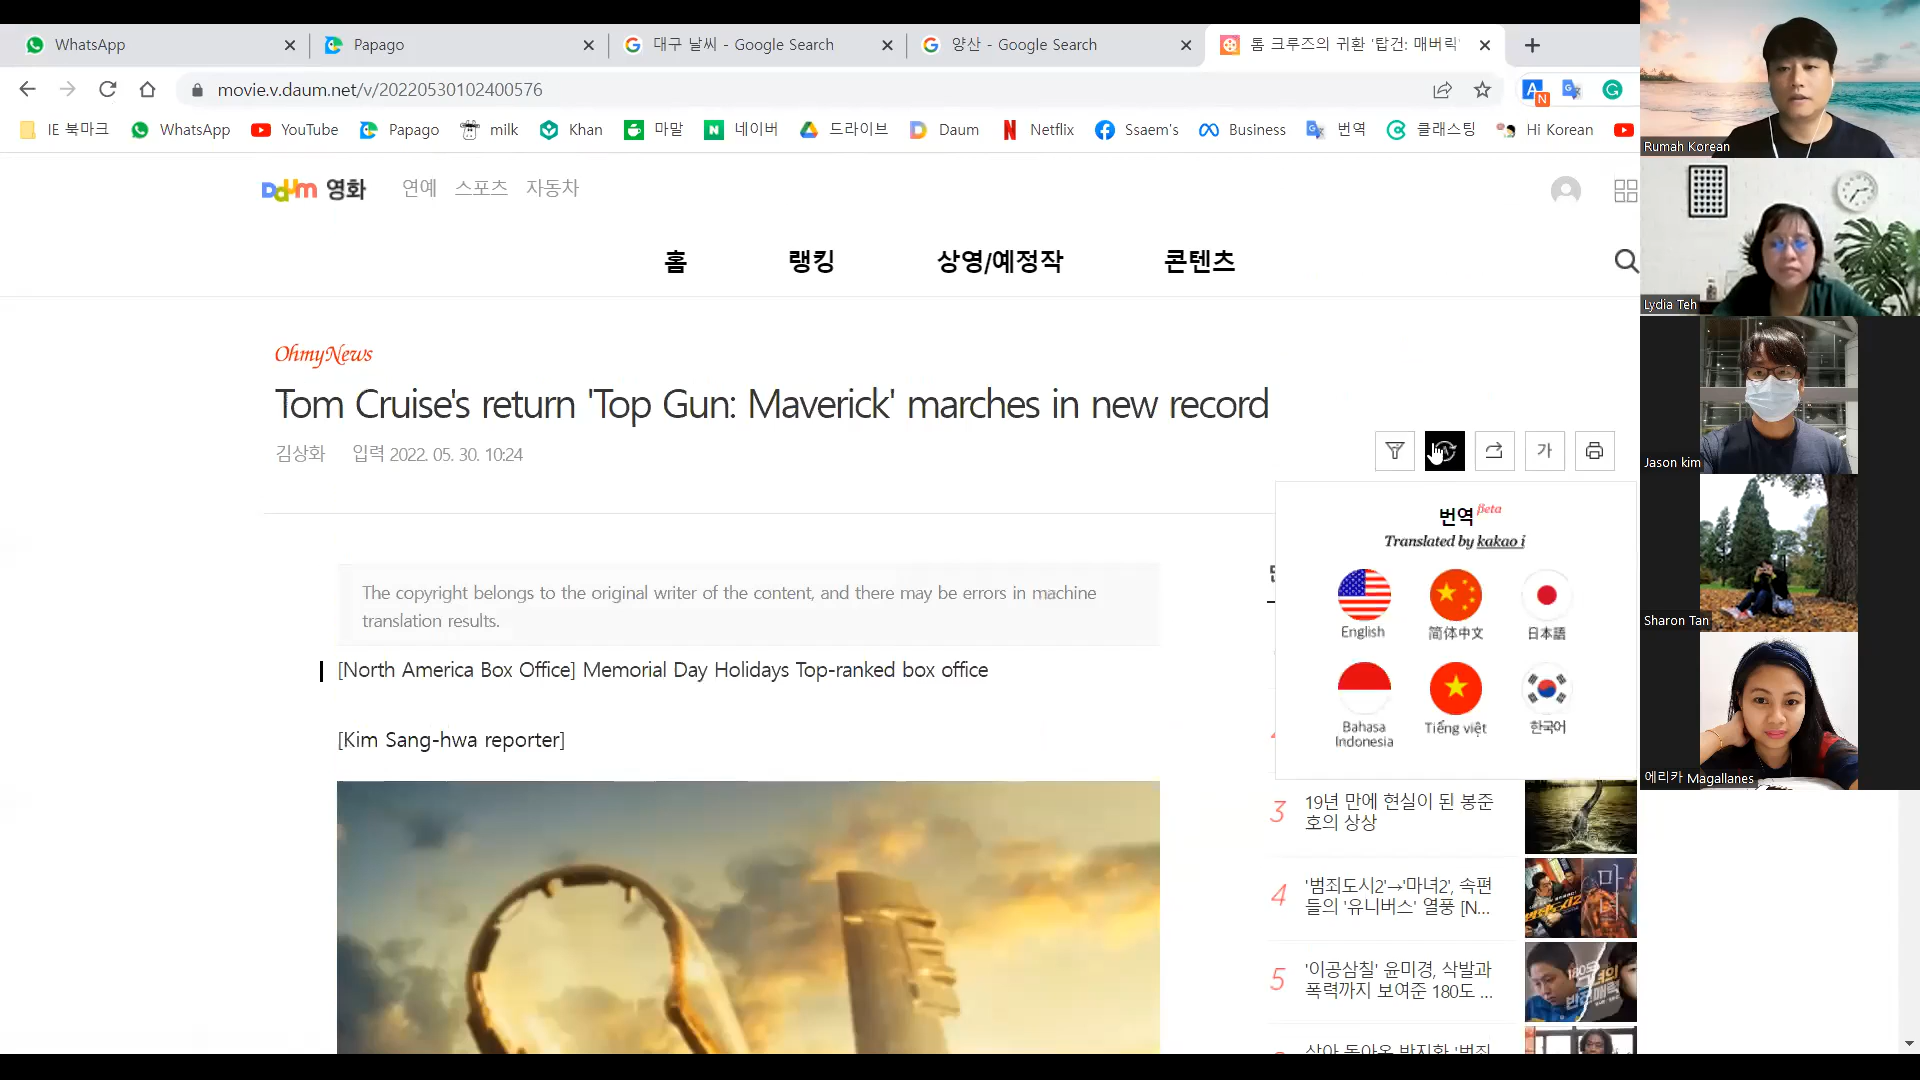 WhatsApp
Papago
대구 날씨 - Google Search
양산 - Google Search
톰 크루즈의 귀환 '탑건: 매버릭'
movie.v.daum.net/v/20220530102400576
IE 북마크
WhatsApp
YouTube
Papago
milk
Khan
마말
네이버
드라이브
Daum
Netflix
Ssaem's
Business
번역
클래스팅
Hi Korean
Daum 영화
연예
스포츠
자동차
홈
랭킹
상영/예정작
콘텐츠
OhmyNews
Tom Cruise's return 'Top Gun: Maverick' marches in new record
김상화
입력 2022. 05. 30. 10:24
가
번역 Beta
Translated by kakao i
English
简体中文
日本語
Bahasa
Indonesia
Tiếng việt
한국어
The copyright belongs to the original writer of the content, and there may be errors in machine
translation results.
[North America Box Office] Memorial Day Holidays Top-ranked box office
[Kim Sang-hwa reporter]
3
19년 만에 현실이 된 봉준
호의 상상
4
'범죄도시2'→'마녀2', 속편
들의 '유니버스' 열풍 [N...
5
'이공삼칠' 윤미경, 삭발과
폭력까지 보여준 180도 ...
Rumah Korean
Lydia Teh
Jason kim
Sharon Tan
에리카 Magallanes